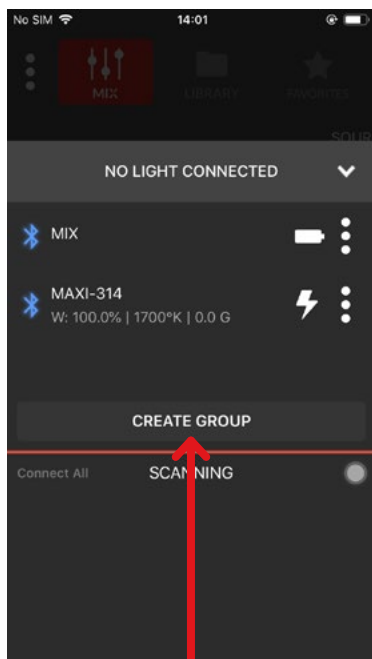 No SIM 14:01
MIX LIBRARY FAVORITES
SOUR
NO LIGHT CONNECTED
MIX
MAXI-314
W: 100.0% | 1700°K | 0.0 G
CREATE GROUP
Connect All SCANNING